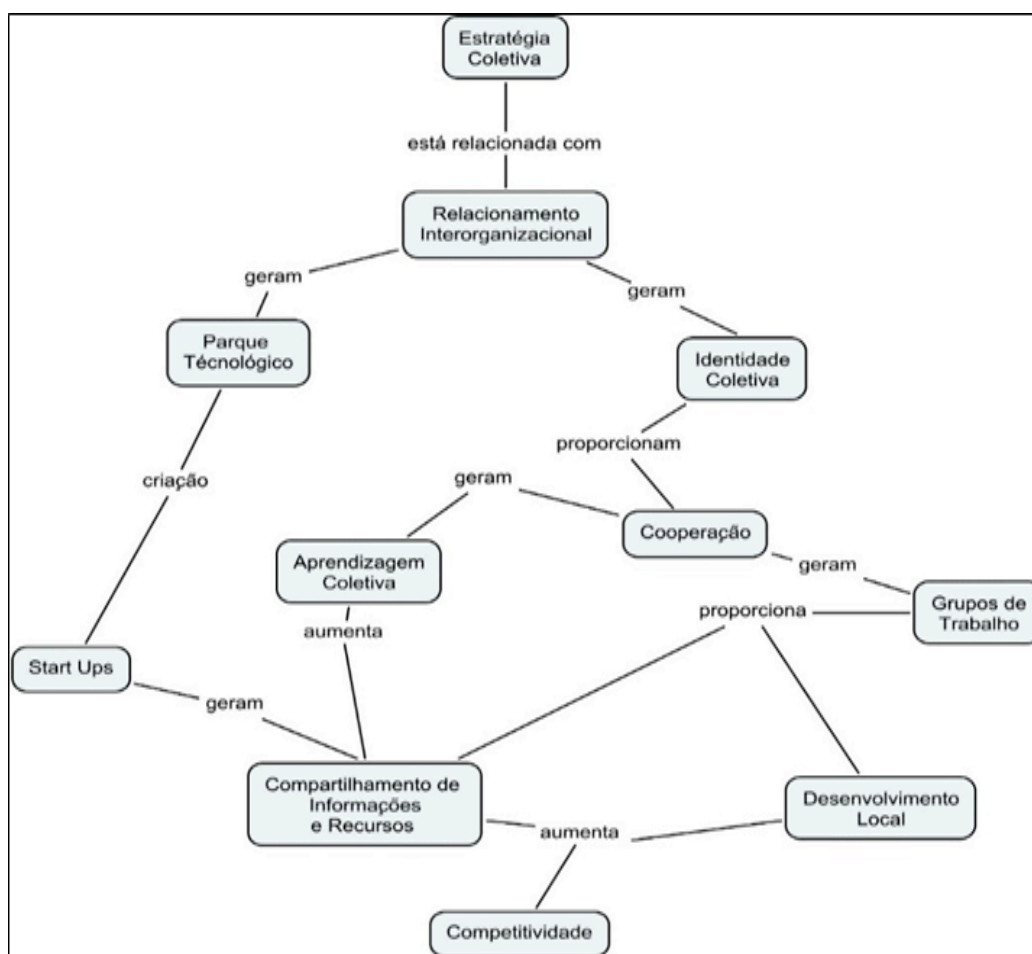 Estratégia
Coletiva
está relacionada com
Relacionamento
Interorganizacional
geram
geram
Parque
Técnológico
Identidade
Coletiva
proporcionam
criação
geram
Cooperação
Aprendizagem
Coletiva
geram
Grupos de
Trabalho
proporciona
aumenta
Start Ups
geram
Compartilhamento de
Informações
e Recursos
Desenvolvimento
Local
aumenta
Competitividade